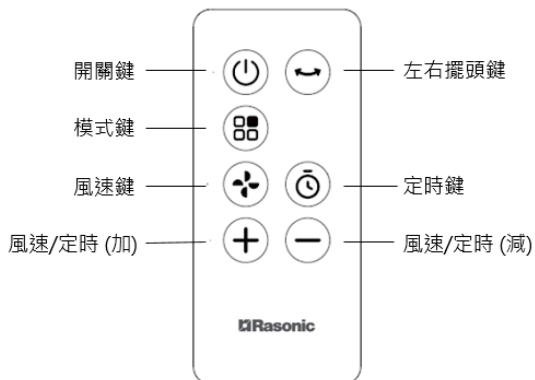 開關鍵
左右擺頭鍵
模式鍵
風速鍵
定時鍵
風速/定時 (加)
風速/定時 (減)
Rasonic